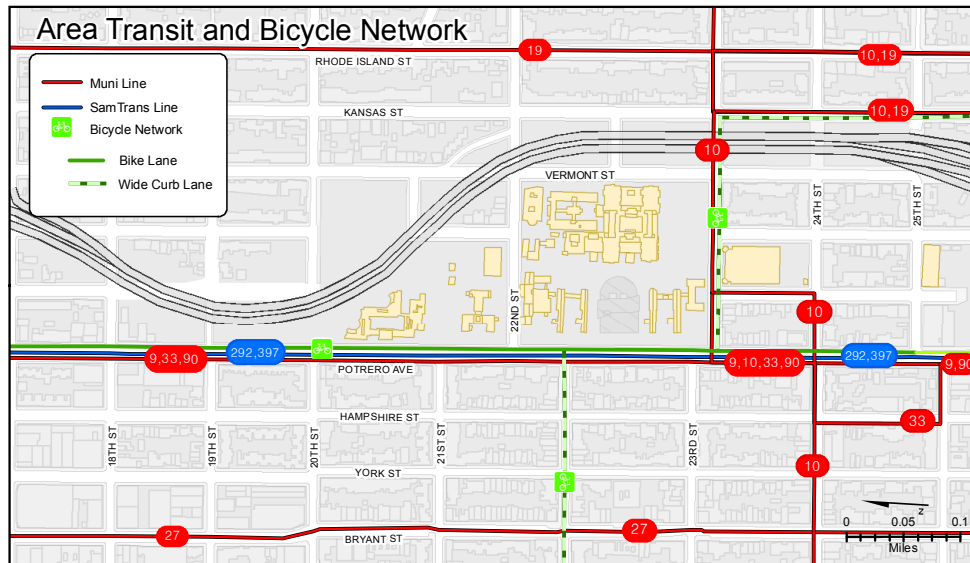 Area Transit and Bicycle Network
Muni Line
SamTrans Line
Bicycle Network
Bike Lane
Wide Curb Lane
19
10,19
RHODE ISLAND ST
10,19
KANSAS ST
10
VERMONT ST
24TH ST
25TH ST
22ND ST
10
9,33,90
292,397
9,10,33,90
292,397
9,90
POTRERO AVE
HAMPSHIRE ST
33
18TH ST
19TH ST
20TH ST
21ST ST
23RD ST
YORK ST
10
27
27
BRYANT ST
z
0
0.05
0.1
Miles